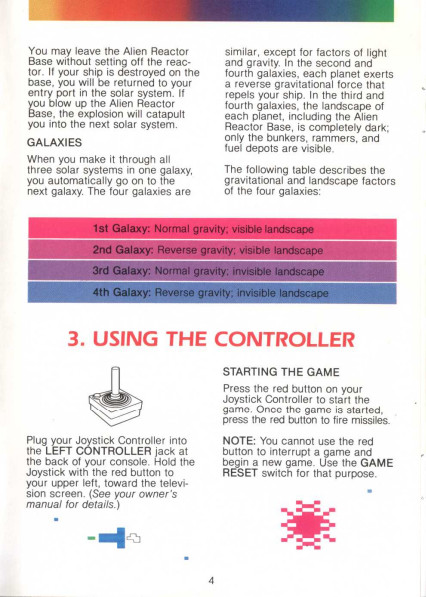 You may leave the Alien Reactor
Base without setting off the reac-
tor. If your ship is destroyed on the
base, you will be returned to your
entry port in the solar system. If
you blow up the Alien Reactor
Base, the explosion will catapult
you into the next solar system.
GALAXIES
When you make it through all
three solar systems in one galaxy,
you automatically go on to the
next galaxy. The four galaxies are
similar, except for factors of light
and gravity. In the second and
fourth galaxies, each planet exerts
a reverse gravitational force that
repels your ship. In the third and
fourth galaxies, the landscape of
each planet, including the Alien
Reactor Base, is completely dark;
only the bunkers, rammers, and
fuel depots are visible.
The following table describes the
gravitational and landscape factors
of the four galaxies:
1st Galaxy: Normal gravity; visible landscape
2nd Galaxy: Reverse gravity; visible landscape
3rd Galaxy: Normal gravity; invisible landscape
4th Galaxy: Reverse gravity; invisible landscape
3. USING THE CONTROLLER
Plug your Joystick Controller into
the LEFT CONTROLLER jack at
the back of your console. Hold the
Joystick with the red button to
your upper left, toward the televi-
sion screen. (See your owner's
manual for details.)
STARTING THE GAME
Press the red button on your
Joystick Controller to start the
game. Once the game is started,
press the red button to fire missiles.
NOTE: You cannot use the red
button to interrupt a game and
begin a new game. Use the GAME
RESET switch for that purpose.
4